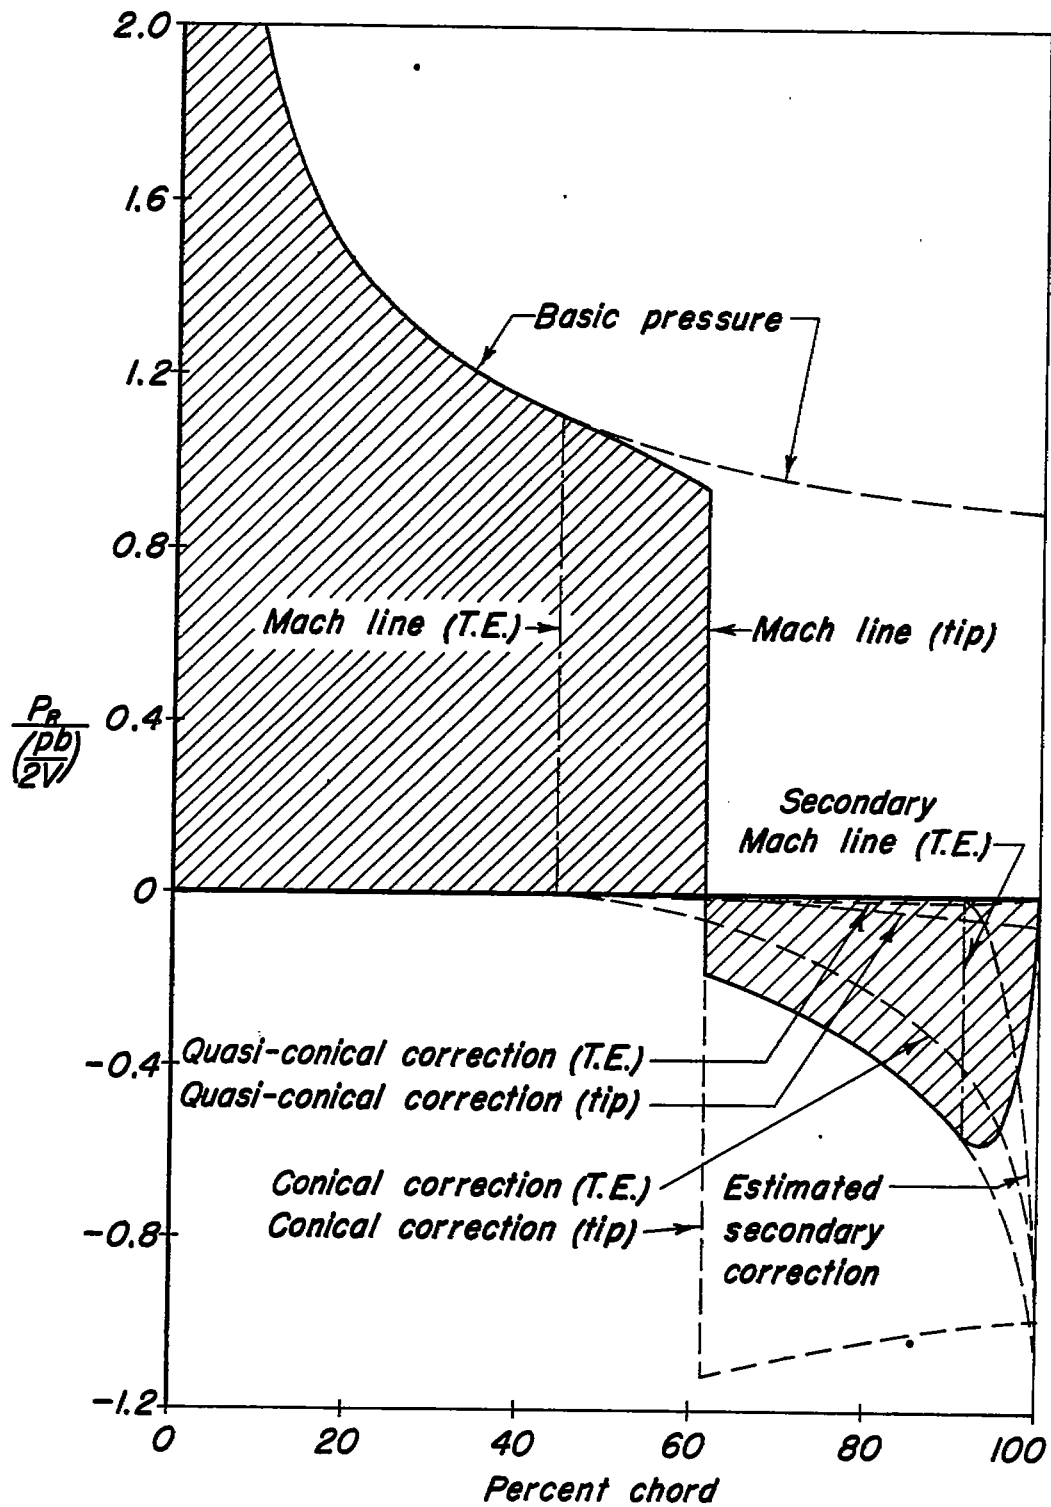 2.0
1.6
Basic pressure
1.2
0.8
Mach line (T.E.)
Mach line (tip)
P_R
(pb
2V)
0.4
Secondary
Mach line (T.E.)
0
Quasi-conical correction (T.E.)
-0.4
Quasi-conical correction (tip)
Conical correction (T.E.)
Conical correction (tip)
Estimated
secondary
correction
-0.8
-1.2
0 20 40 60 80 100
Percent chord